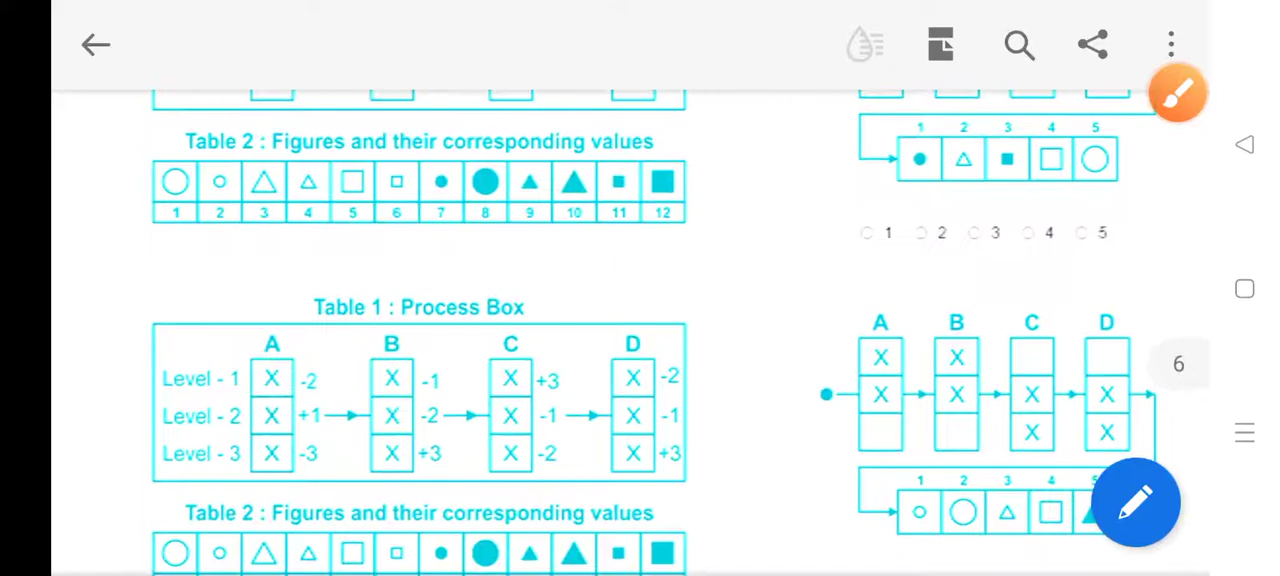 Table 2 : Figures and their corresponding values
1 2 3 4 5 6 7 8 9 10 11 12
1 2 3 4 5
1 2 3 4 5
Table 1 : Process Box
A B C D
Level - 1 X -2 X -1 X +3 X -2
Level - 2 X +1 X -2 X -1 X -1
Level - 3 X -3 X +3 X -2 X +3
Table 2 : Figures and their corresponding values
A B C D
X X
X X X X
X X
1 2 3 4
6